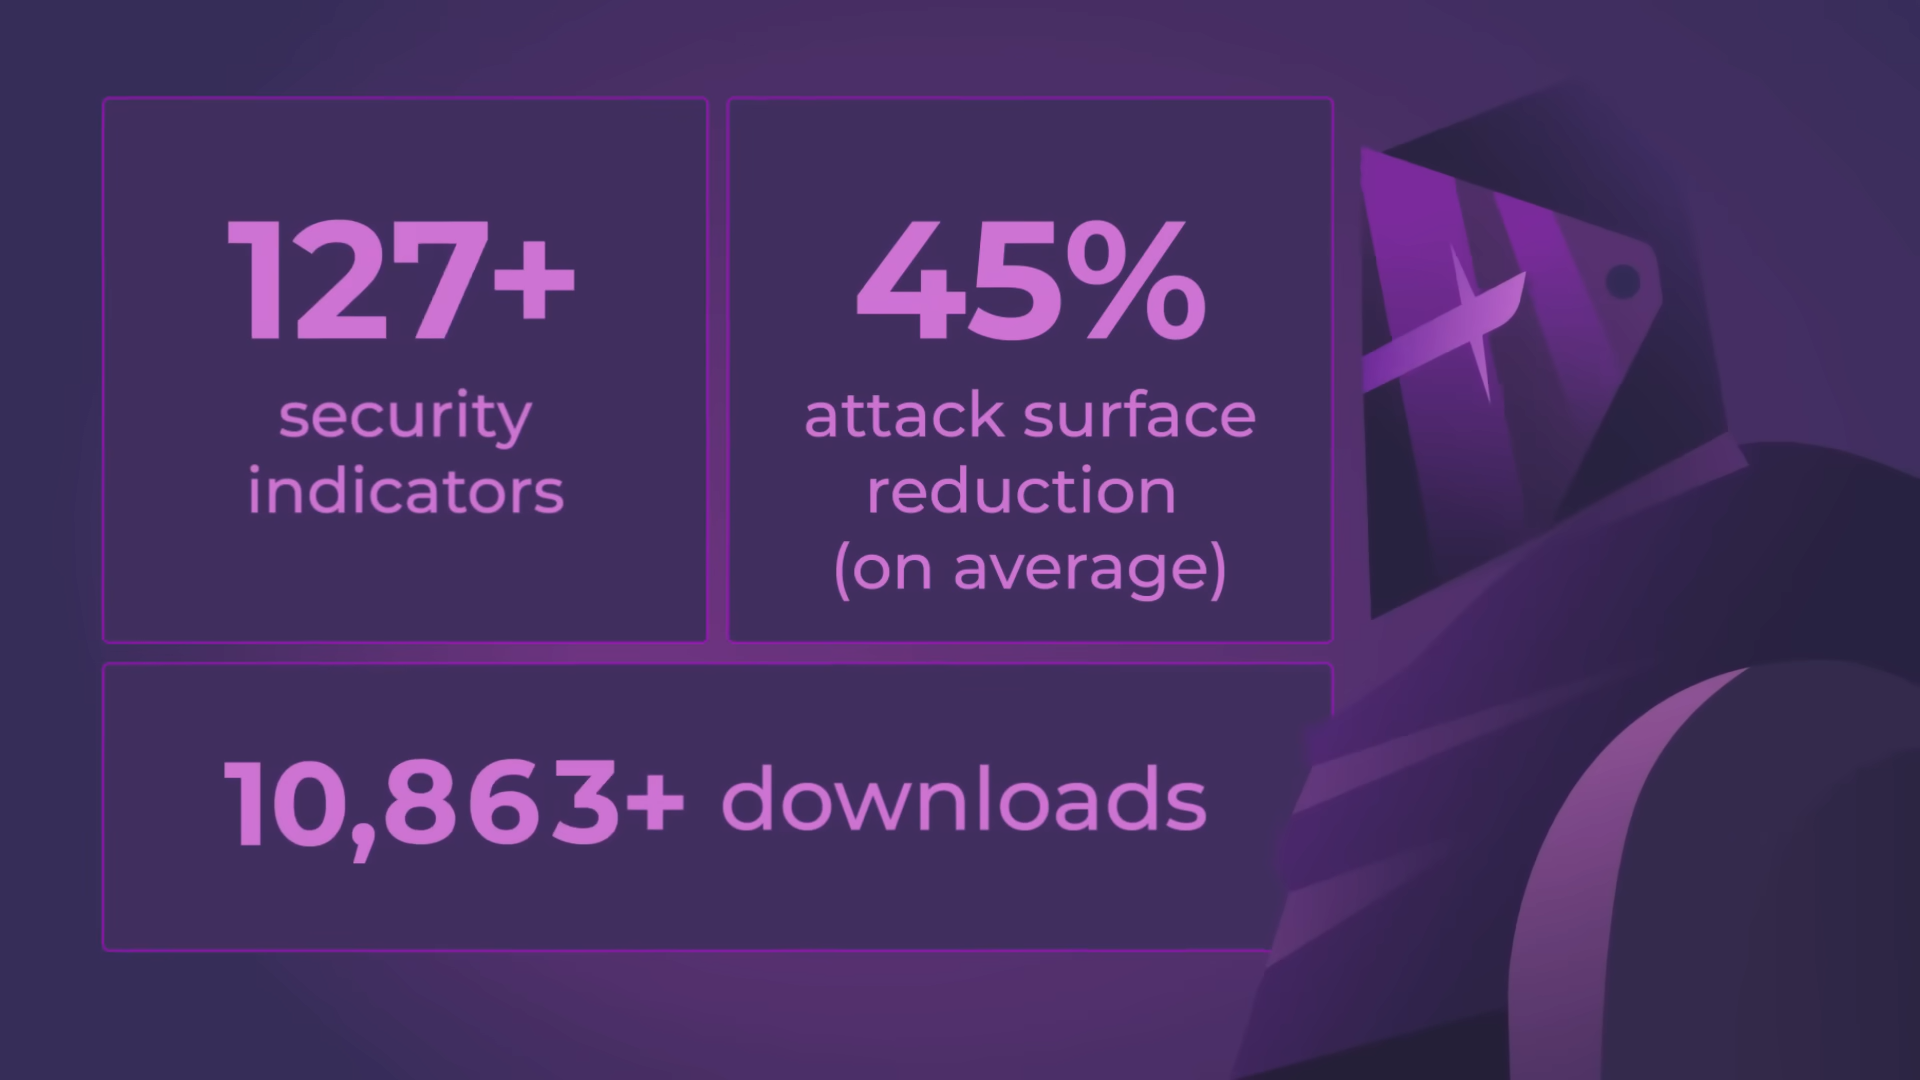 127+
security
indicators
45%
attack surface
reduction
(on average)
10,863+ downloads